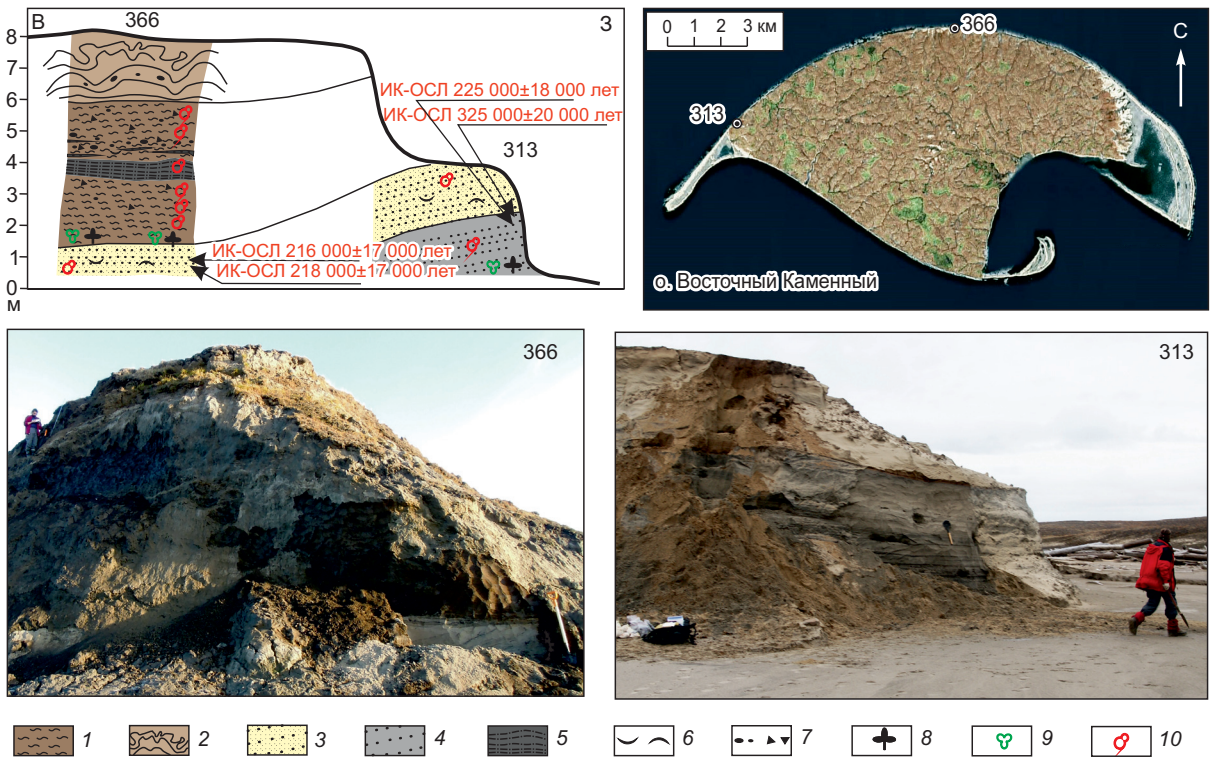 В
366
З
8
7
6
5
4
3
2
1
0
М
ИК-ОСЛ 225 000±18 000 лет
ИК-ОСЛ 325 000±20 000 лет
313
ИК-ОСЛ 216 000±17 000 лет
ИК-ОСЛ 218 000±17 000 лет
0 1 2 3 км
366
С
313
о. Восточный Каменный
366
313
1
2
3
4
5
6
7
8
9
10